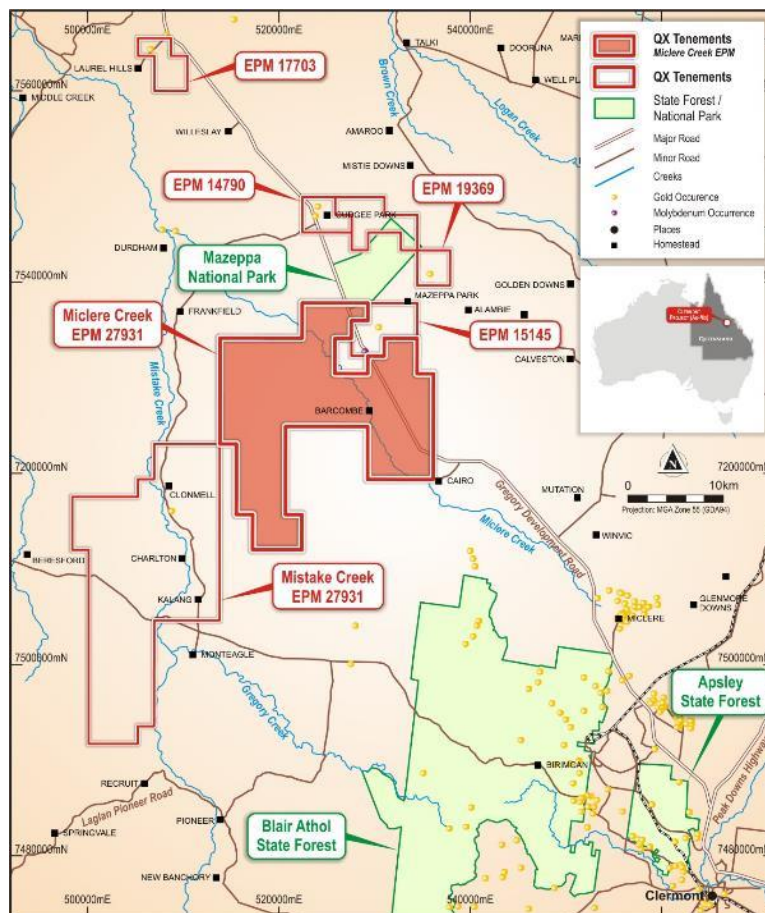 500000mE
520000mE
540000mE
7560000mN
7540000mN
7200000mN
7500000mN
7480000mN
7200000mN
7500000mN
7480000mN
500000mE
520000mE
540000mE
LAUREL HILLS
EPM 17703
MIDDLE CREEK
WILLESLAY
TALKI
DOORUNA
Brown Creek
Logan Creek
AMAROO
MISTIE DOWNS
EPM 14790
EPM 19369
DURDHAM
Mazeppa
National Park
GOLDEN DOWNS
MAZEPPA PARK
ALAMBIE
Miclere Creek
EPM 27931
FRANKFIELD
EPM 15145
CALVESTON
Mistake Creek
BARCOMBE
CLONMELL
CAIRO
MUTATION
Gregory Development Road
WINVIC
Miclere Creek
BERESFORD
CHARLTON
Mistake Creek
EPM 27931
KALANG
GLENMORE
DOWNS
MICLERE
MONTEAGLE
Gregory Creek
Apsley
State Forest
BIRIMGAN
RECRUIT
Laglan Pioneer Road
PIONEER
SPRINGVALE
Blair Athol
State Forest
Peak Downs Highway
NEW BANCHORY
Clermont
QX Tenements
Miclere Creek EPM
QX Tenements
State Forest /
National Park
Major Road
Minor Road
Creeks
Gold Occurence
Molybdenum Occurrence
Places
Homestead
Queensland
0
10km
Projection: MGA Zone 55 (GDA94)